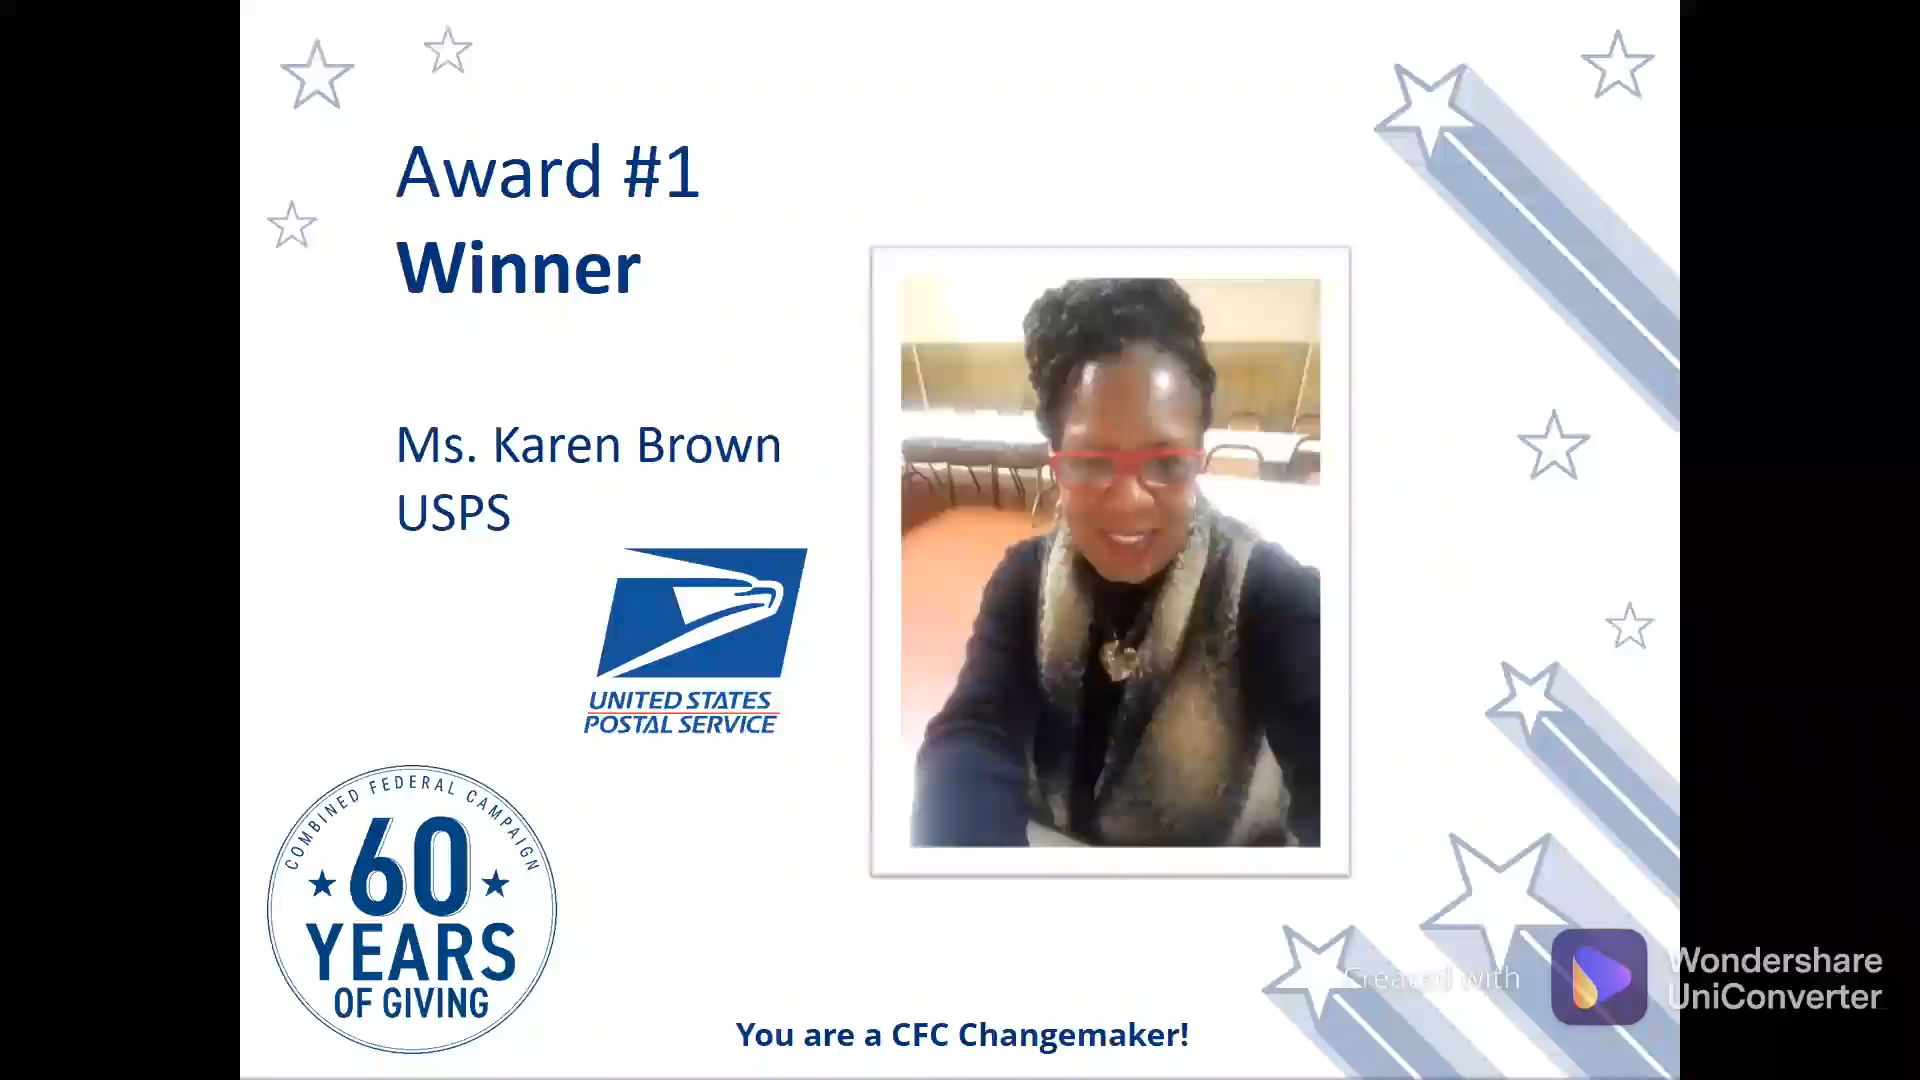 Award #1
Winner
Ms. Karen Brown
USPS
UNITED STATES
POSTAL SERVICE
COMBINED FEDERAL CAMPAIGN
60
YEARS
OF GIVING
You are a CFC Changemaker!
Created with
Wondershare
UniConverter